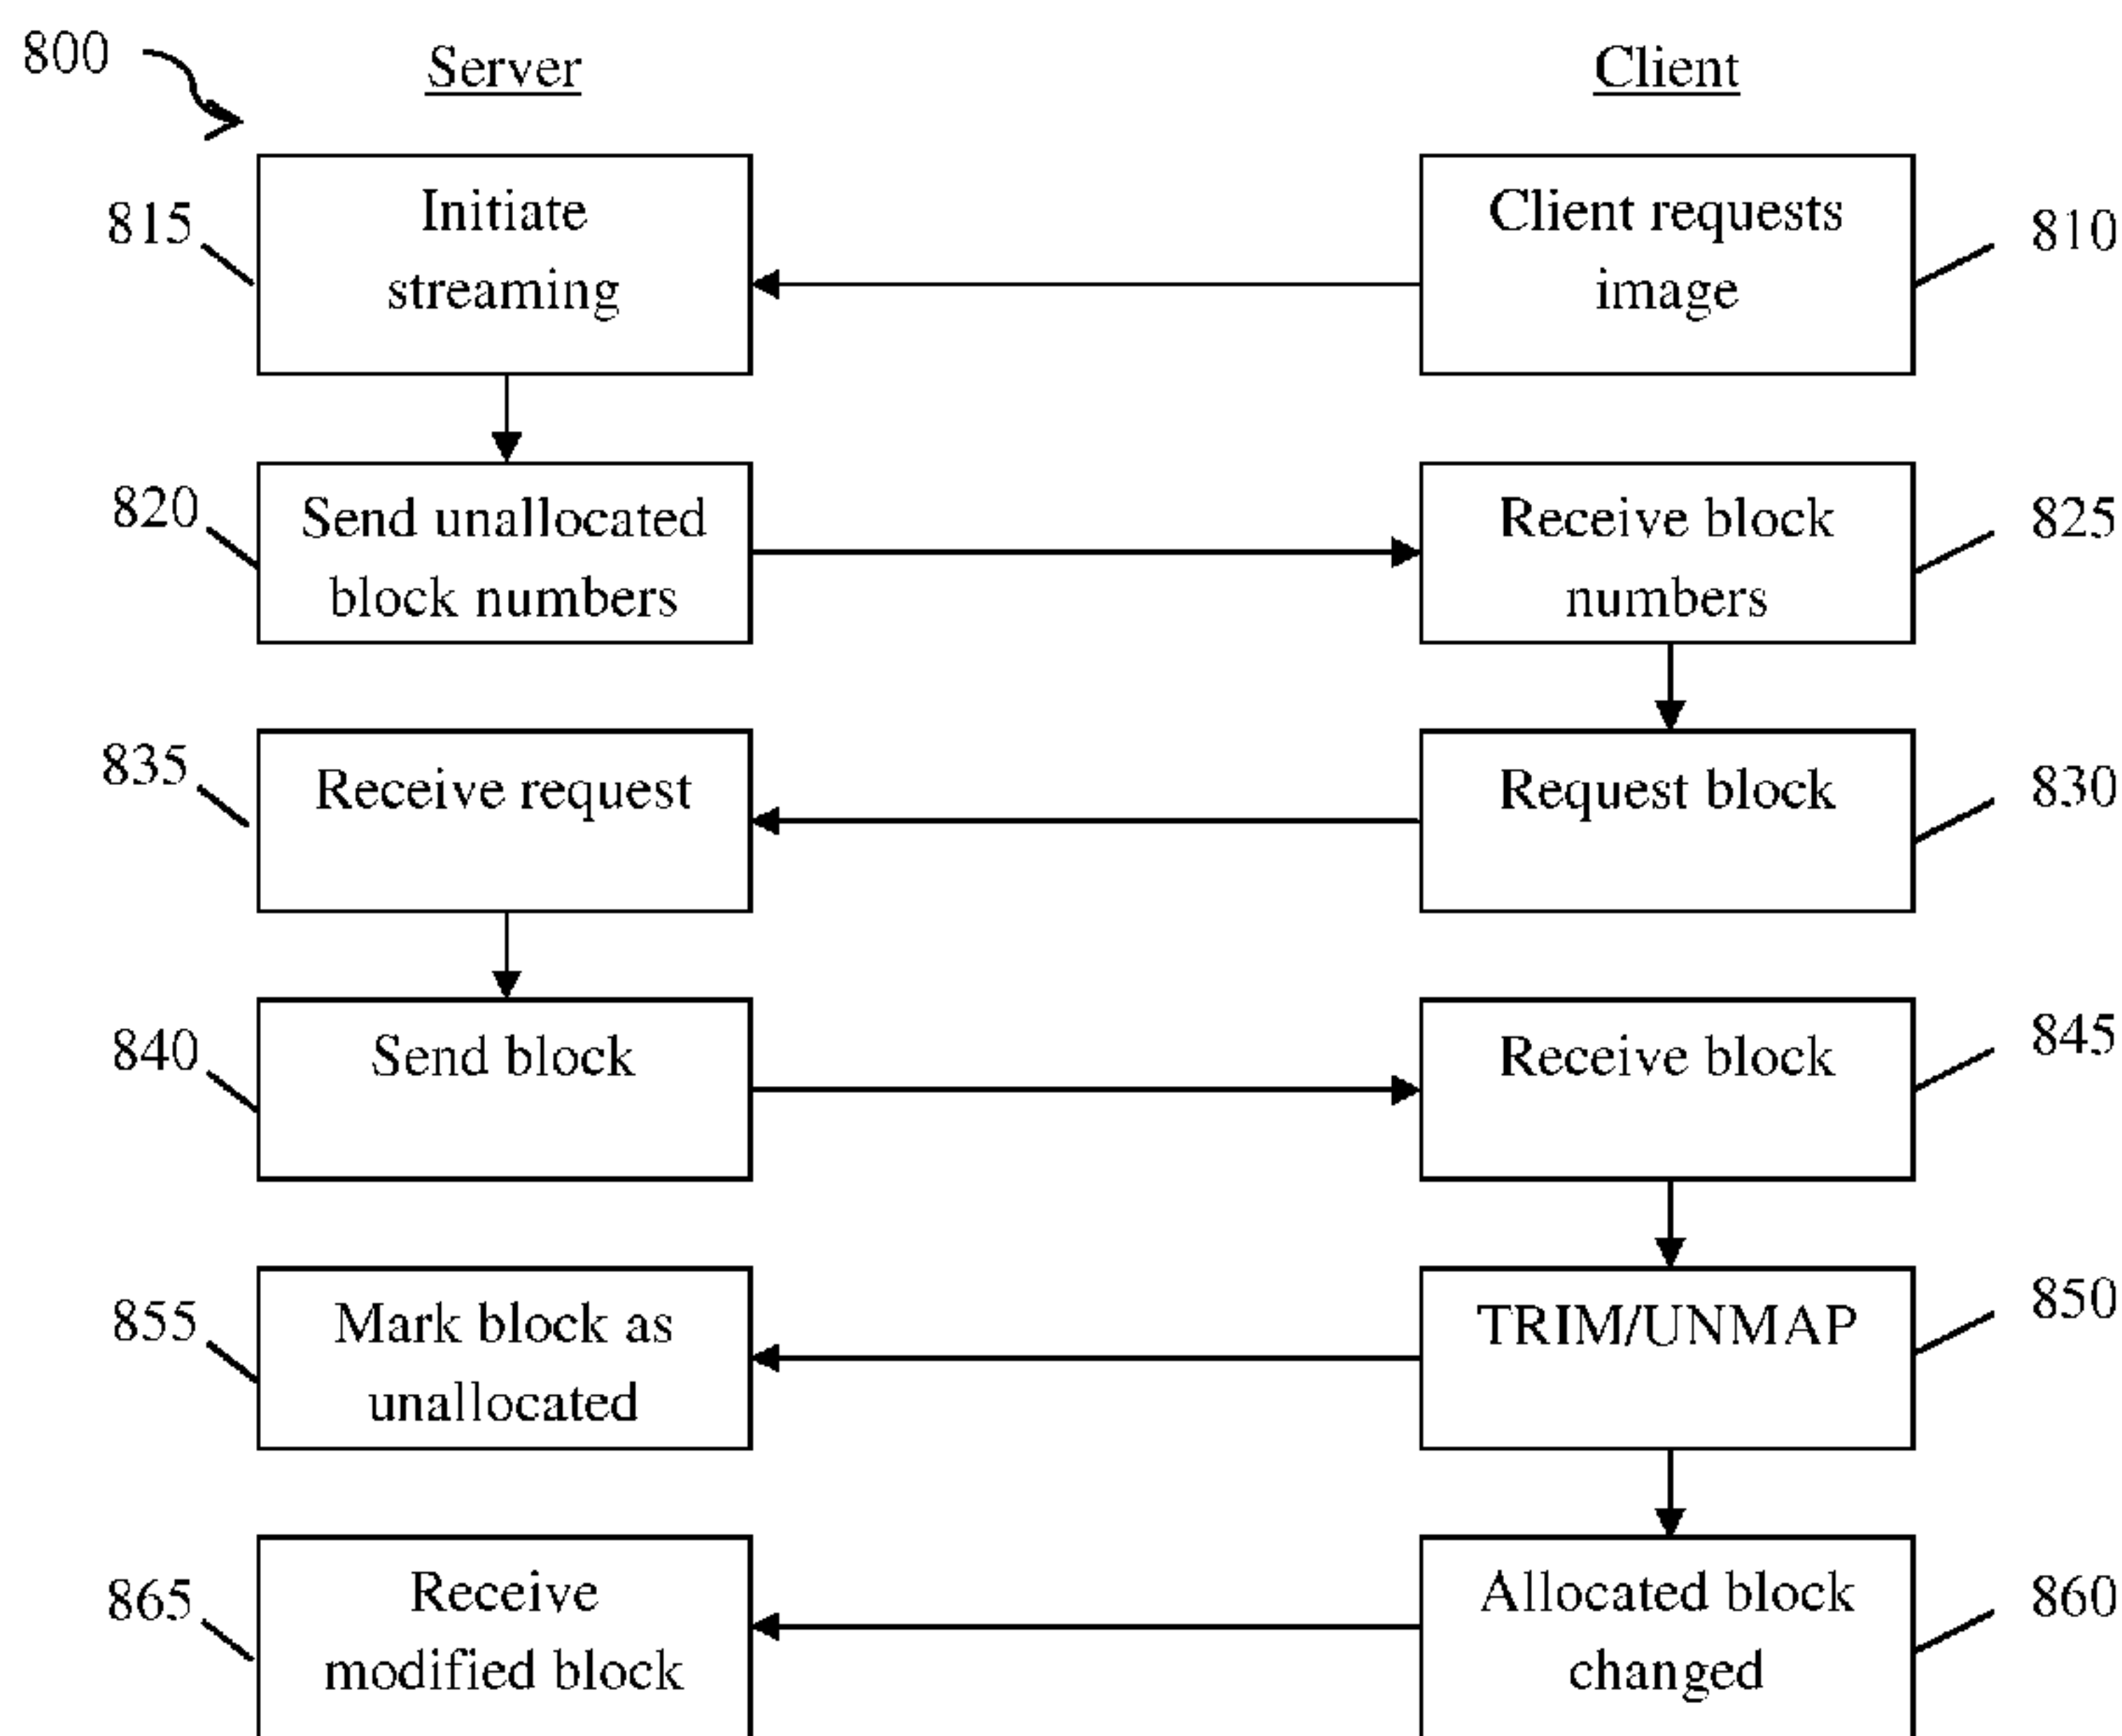 800
Server
Client
815
Initiate
streaming
Client requests
image
810
820
Send unallocated
block numbers
Receive block
numbers
825
835
Receive request
Request block
830
840
Send block
Receive block
845
855
Mark block as
unallocated
TRIM/UNMAP
850
865
Receive
modified block
Allocated block
changed
860